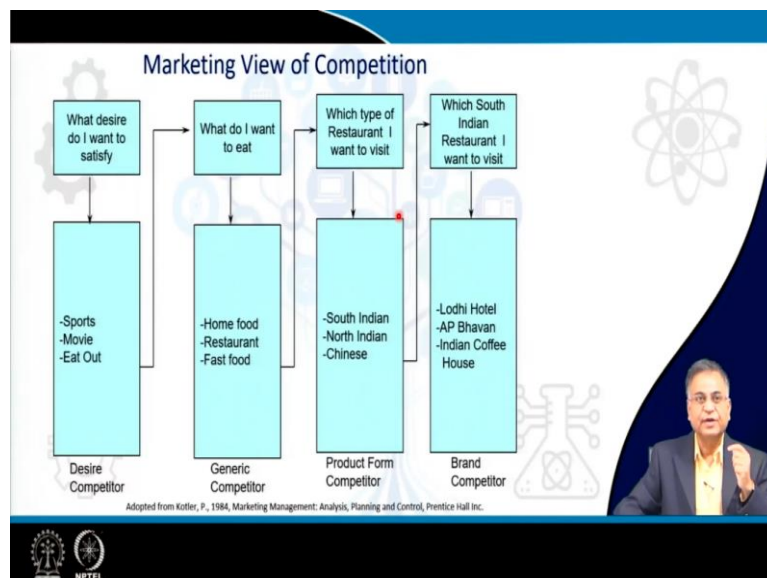 Marketing View of Competition
What desire
do I want to
satisfy
What do I want
to eat
Which type of
Restaurant I
want to visit
Which South
Indian
Restaurant I
want to visit
-Sports
-Movie
-Eat Out
-Home food
-Restaurant
-Fast food
-South Indian
-North Indian
-Chinese
-Lodhi Hotel
-AP Bhavan
-Indian Coffee
House
Desire
Competitor
Generic
Competitor
Product Form
Competitor
Brand
Competitor
Adopted from Kotler, P., 1984, Marketing Management: Analysis, Planning and Control, Prentice Hall Inc.
NPTEL